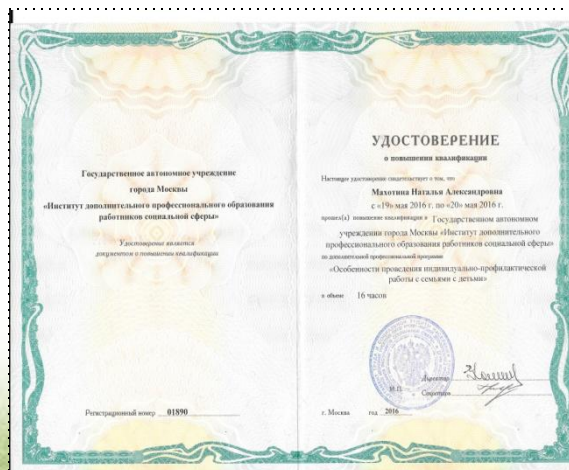 Государственное автономное учреждение
города Москвы
«Институт дополнительного профессионального образования
работников социальной сферы»
Удостоверение является
документом о повышении квалификации
Регистрационный номер 01890
УДОСТОВЕРЕНИЕ
о повышении квалификации
Настоящее удостоверение свидетельствует о том, что
Махотина Наталья Александровна
с «19» мая 2016 г. по «20» мая 2016 г.
прошел(а) повышение квалификации в Государственном автономном
учреждении города Москвы «Институт дополнительного
профессионального образования работников социальной сферы»
по дополнительной профессиональной программе
«Особенности проведения индивидуально-профилактической
работы с семьями с детьми»
в объеме 16 часов
Директор
М.П.
Секретарь
г. Москва год 2016